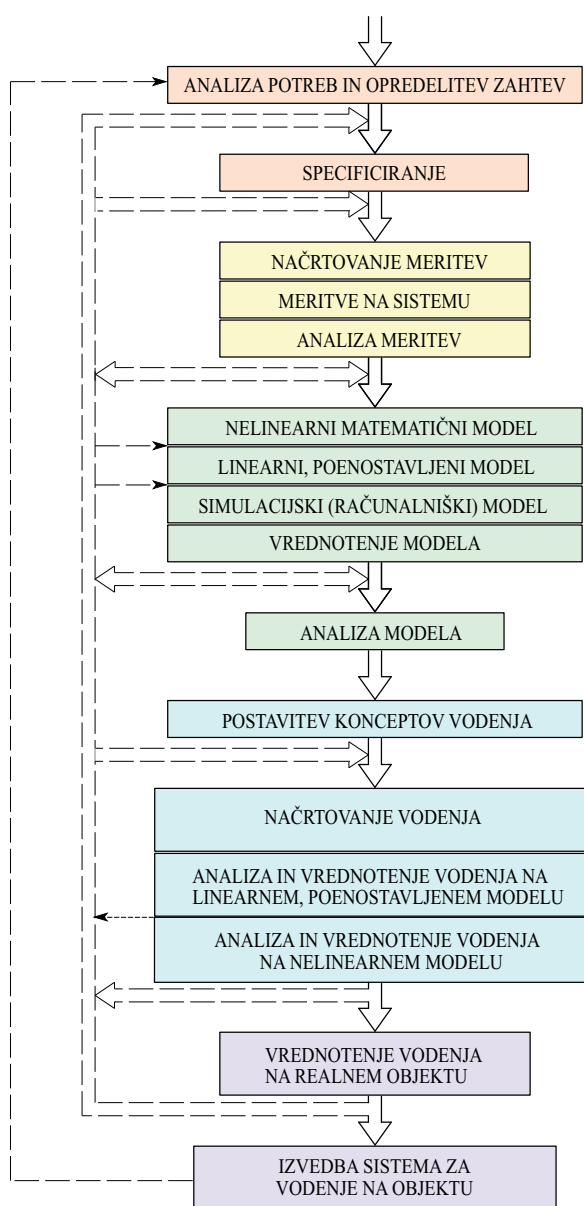 ANALIZA POTREB IN OPREDELITEV ZAHTEV
SPECIFICIRANJE
NAČRTOVANJE MERITEV
MERITVE NA SISTEMU
ANALIZA MERITEV
NELINEARNI MATEMATIČNI MODEL
LINEARNI, POENOSTAVLJENI MODEL
SIMULACIJSKI (RAČUNALNIŠKI) MODEL
VREDNOTENJE MODELA
ANALIZA MODELA
POSTAVITEV KONCEPTOV VODENJA
NAČRTOVANJE VODENJA
ANALIZA IN VREDNOTENJE VODENJA NA
LINEARNEM, POENOSTAVLJENEM MODELU
ANALIZA IN VREDNOTENJE VODENJA
NA NELINEARNEM MODELU
VREDNOTENJE VODENJA
NA REALNEM OBJEKTU
IZVEDBA SISTEMA ZA
VODENJE NA OBJEKTU